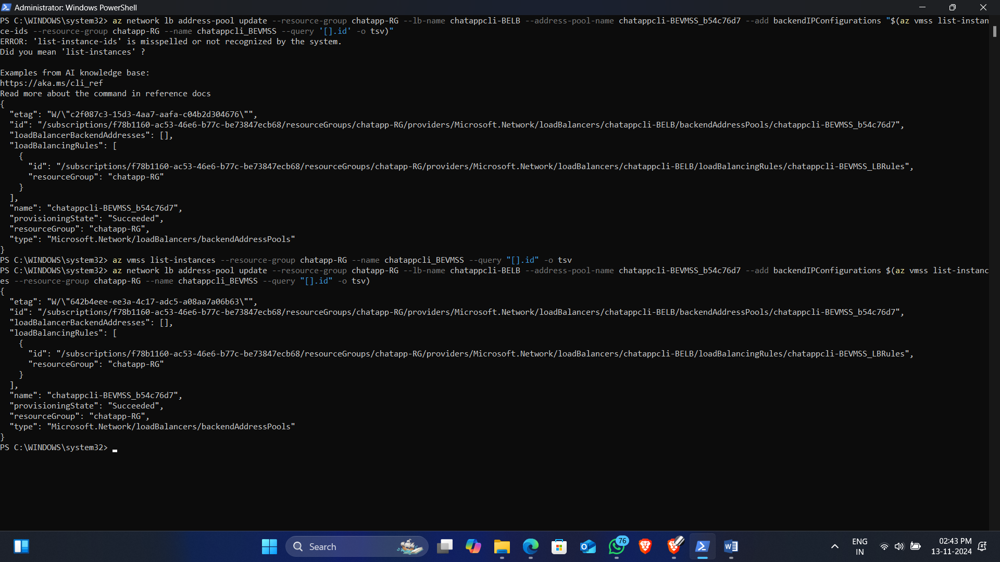 Administrator: Windows PowerShell
PS C:\WINDOWS\system32> az network lb address-pool update --resource-group chatapp-RG --lb-name chatappcli-BELB --address-pool-name chatappcli-BEVMSS_b54c76d7 --add backendIPConfigurations "$(az vmss list-instan
ce-ids --resource-group chatapp-RG --name chatappcli_BEVMSS --query '[].id' -o tsv)"
ERROR: 'list-instance-ids' is misspelled or not recognized by the system.
Did you mean 'list-instances' ?
Examples from AI knowledge base:
https://aka.ms/cli_ref
Read more about the command in reference docs
{
  "etag": "W/\"c2f087c3-15d3-4aa7-aafa-c04b2d304676\"",
  "id": "/subscriptions/f78b1160-ac53-46e6-b77c-be73847ecb68/resourceGroups/chatapp-RG/providers/Microsoft.Network/loadBalancers/chatappcli-BELB/backendAddressPools/chatappcli-BEVMSS_b54c76d7",
  "loadBalancerBackendAddresses": [],
  "loadBalancingRules": [
    {
      "id": "/subscriptions/f78b1160-ac53-46e6-b77c-be73847ecb68/resourceGroups/chatapp-RG/providers/Microsoft.Network/loadBalancers/chatappcli-BELB/loadBalancingRules/chatappcli-BEVMSS_LBRules",
      "resourceGroup": "chatapp-RG"
    }
  ],
  "name": "chatappcli-BEVMSS_b54c76d7",
  "provisioningState": "Succeeded",
  "resourceGroup": "chatapp-RG",
  "type": "Microsoft.Network/loadBalancers/backendAddressPools"
}
PS C:\WINDOWS\system32> az vmss list-instances --resource-group chatapp-RG --name chatappcli_BEVMSS --query "[].id" -o tsv
PS C:\WINDOWS\system32> az network lb address-pool update --resource-group chatapp-RG --lb-name chatappcli-BELB --address-pool-name chatappcli-BEVMSS_b54c76d7 --add backendIPConfigurations $(az vmss list-instanc
es --resource-group chatapp-RG --name chatappcli_BEVMSS --query "[].id" -o tsv)
{
  "etag": "W/\"642b4eee-ee3a-4c17-adc5-a08aa7a06b63\"",
  "id": "/subscriptions/f78b1160-ac53-46e6-b77c-be73847ecb68/resourceGroups/chatapp-RG/providers/Microsoft.Network/loadBalancers/chatappcli-BELB/backendAddressPools/chatappcli-BEVMSS_b54c76d7",
  "loadBalancerBackendAddresses": [],
  "loadBalancingRules": [
    {
      "id": "/subscriptions/f78b1160-ac53-46e6-b77c-be73847ecb68/resourceGroups/chatapp-RG/providers/Microsoft.Network/loadBalancers/chatappcli-BELB/loadBalancingRules/chatappcli-BEVMSS_LBRules",
      "resourceGroup": "chatapp-RG"
    }
  ],
  "name": "chatappcli-BEVMSS_b54c76d7",
  "provisioningState": "Succeeded",
  "resourceGroup": "chatapp-RG",
  "type": "Microsoft.Network/loadBalancers/backendAddressPools"
}
PS C:\WINDOWS\system32>
Search
76
ENG
IN
02:43 PM
13-11-2024